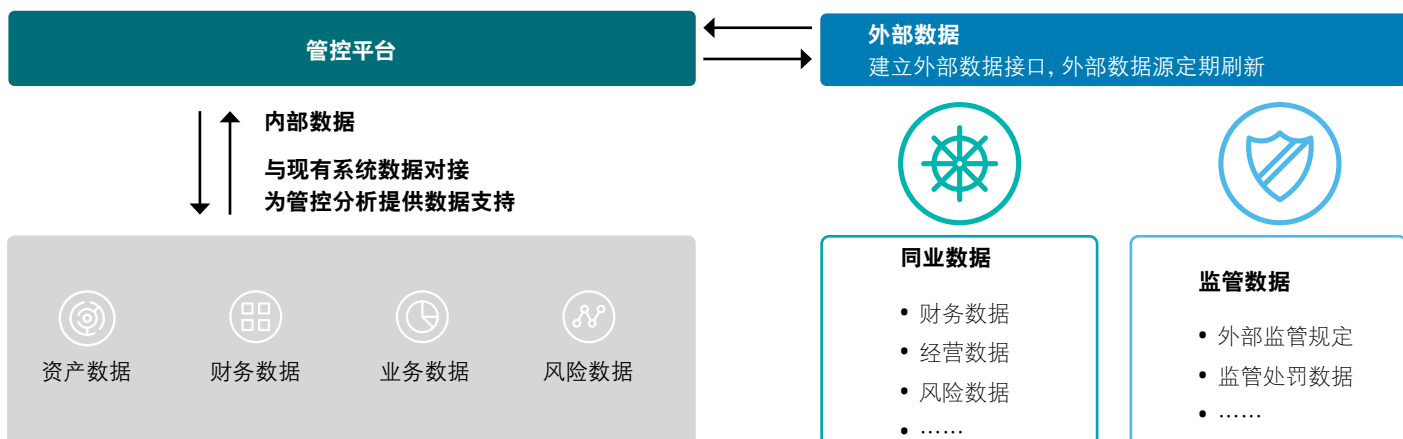 管控平台
外部数据
建立外部数据接口, 外部数据源定期刷新
内部数据
与现有系统数据对接
为管控分析提供数据支持
资产数据
财务数据
业务数据
风险数据
同业数据
• 财务数据
• 经营数据
• 风险数据
• ……
监管数据
• 外部监管规定
• 监管处罚数据
• ……